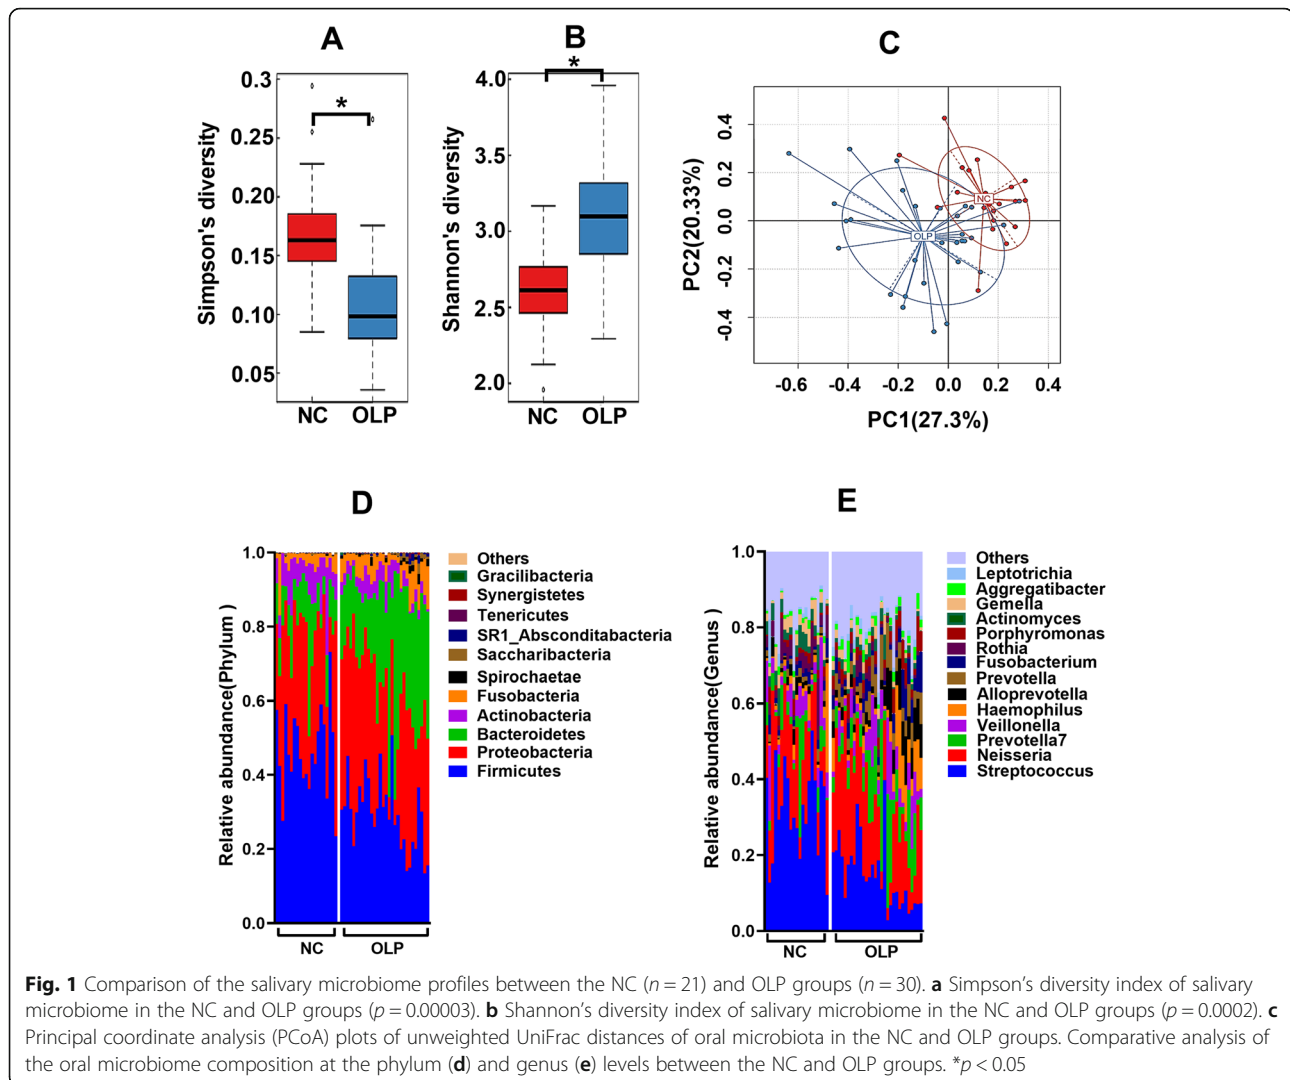 A
B
C
*
*
Simpson's diversity
0.3
0.25
0.20
0.15
0.10
0.05
NC OLP
Shannon's diversity
4.0
3.5
3.0
2.5
2.0
NC OLP
PC2(20.33%)
0.4
0.2
0.0
-0.2
-0.4
NC
OLP
-0.6 -0.4 -0.2 0.0 0.2 0.4
PC1(27.3%)
D
Relative abundance(Phylum )
1.0
0.8
0.6
0.4
0.2
0.0
NC OLP
Others
Gracilibacteria
Synergistetes
Tenericutes
SR1_Absconditabacteria
Saccharibacteria
Spirochaetae
Fusobacteria
Actinobacteria
Bacteroidetes
Proteobacteria
Firmicutes
E
Relative abundance(Genus )
1.0
0.8
0.6
0.4
0.2
0.0
NC OLP
Others
Leptotrichia
Aggregatibacter
Gemella
Actinomyces
Porphyromonas
Rothia
Fusobacterium
Prevotella
Alloprevotella
Haemophilus
Veillonella
Prevotella7
Neisseria
Streptococcus
Fig. 1 Comparison of the salivary microbiome profiles between the NC (n = 21) and OLP groups (n = 30). a Simpson's diversity index of salivary
microbiome in the NC and OLP groups (p = 0.00003). b Shannon's diversity index of salivary microbiome in the NC and OLP groups (p = 0.0002). c
Principal coordinate analysis (PCoA) plots of unweighted UniFrac distances of oral microbiota in the NC and OLP groups. Comparative analysis of
the oral microbiome composition at the phylum (d) and genus (e) levels between the NC and OLP groups. *p < 0.05